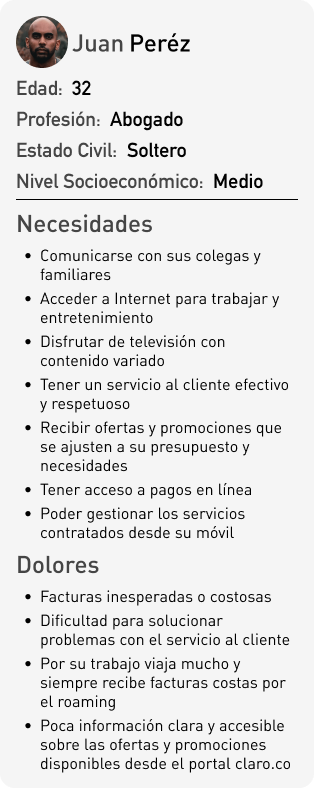 Juan Peréz
Edad: 32
Profesión: Abogado
Estado Civil: Soltero
Nivel Socioeconómico: Medio
Necesidades
• Comunicarse con sus colegas y
familiares
• Acceder a Internet para trabajar y
entretenimiento
• Disfrutar de televisión con
contenido variado
• Tener un servicio al cliente efectivo
y respetuoso
• Recibir ofertas y promociones que
se ajusten a su presupuesto y
necesidades
• Tener acceso a pagos en línea
• Poder gestionar los servicios
contratados desde su móvil
Dolores
• Facturas inesperadas o costosas
• Dificultad para solucionar
problemas con el servicio al cliente
• Por su trabajo viaja mucho y
siempre recibe facturas costas por
el roaming
• Poca información clara y accesible
sobre las ofertas y promociones
disponibles desde el portal claro.co